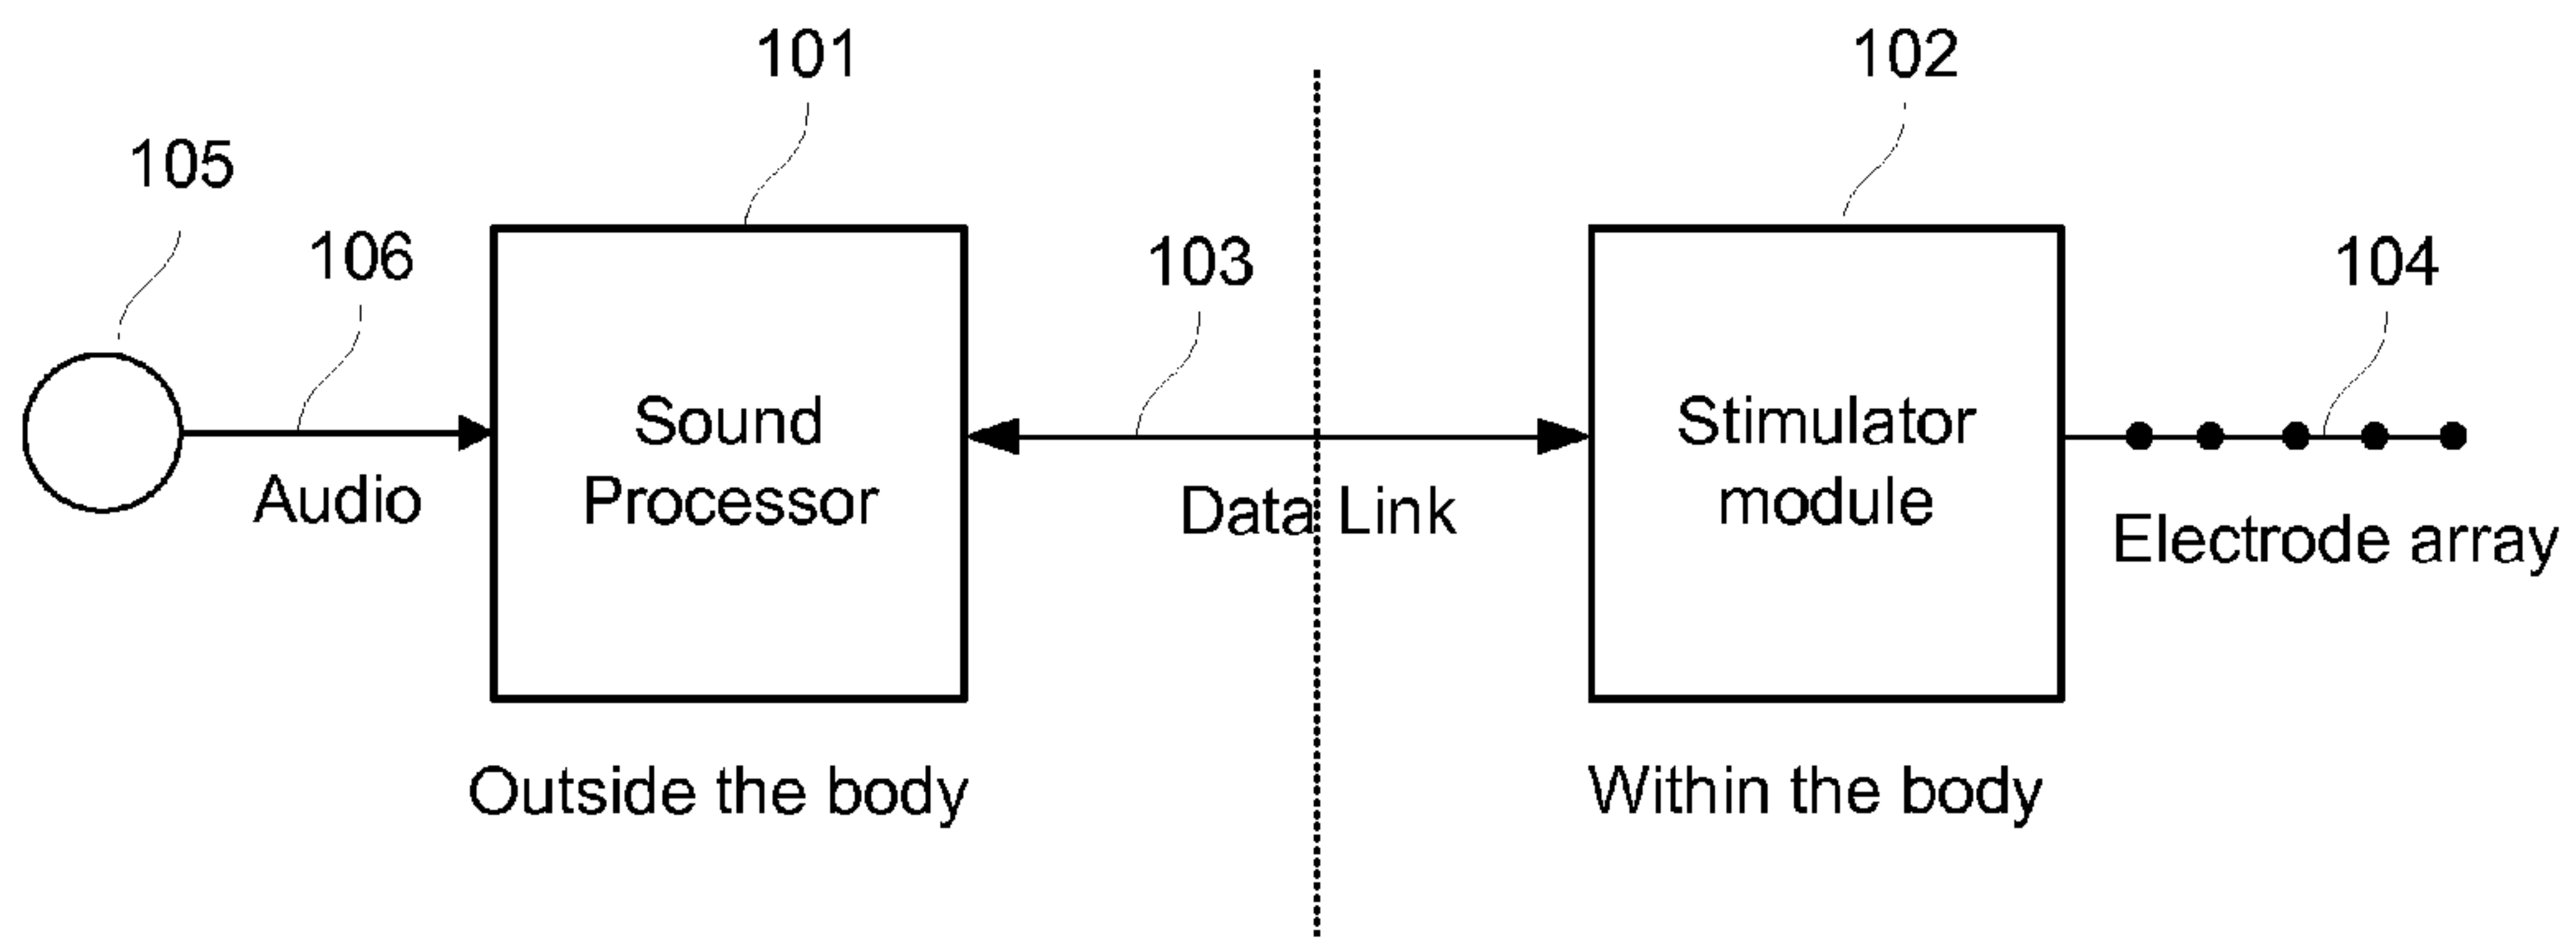 101
102
105
106
103
104
Sound
Processor
Stimulator
module
Audio
Data Link
Electrode array
Outside the body
Within the body